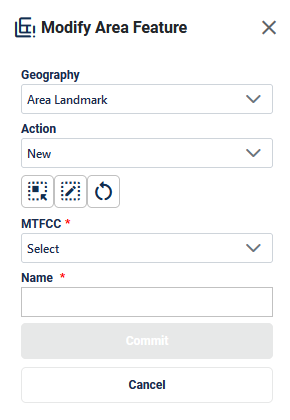 Modify Area Feature
Geography
Area Landmark
Action
New
MTFCC *
Select
Name *
Commit
Cancel